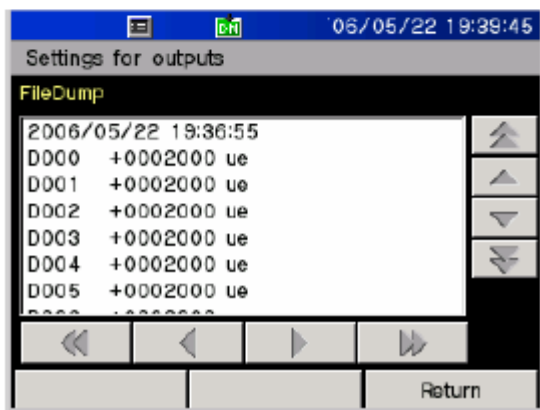 '06/05/22 19:39:45
Settings for outputs
FileDump
2006/05/22 19:36:55
D000 +0002000 ue
D001 +0002000 ue
D002 +0002000 ue
D003 +0002000 ue
D004 +0002000 ue
D005 +0002000 ue
Return